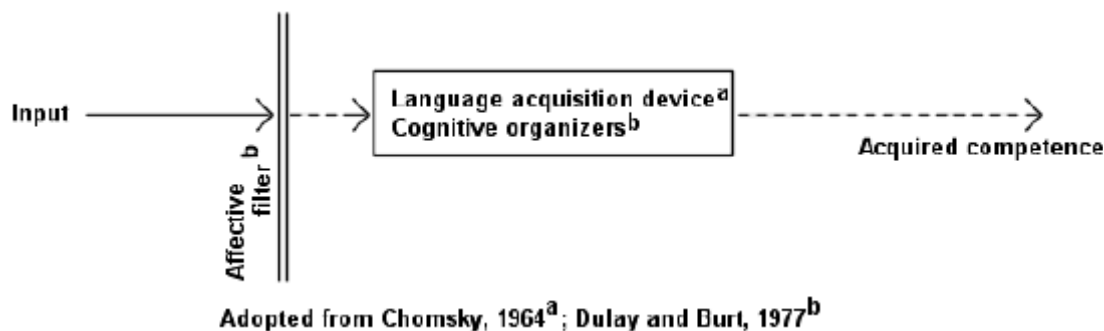 Input
Affective
filter b
Language acquisition device a
Cognitive organizers b
Acquired competence
Adopted from Chomsky, 1964 a; Dulay and Burt, 1977 b